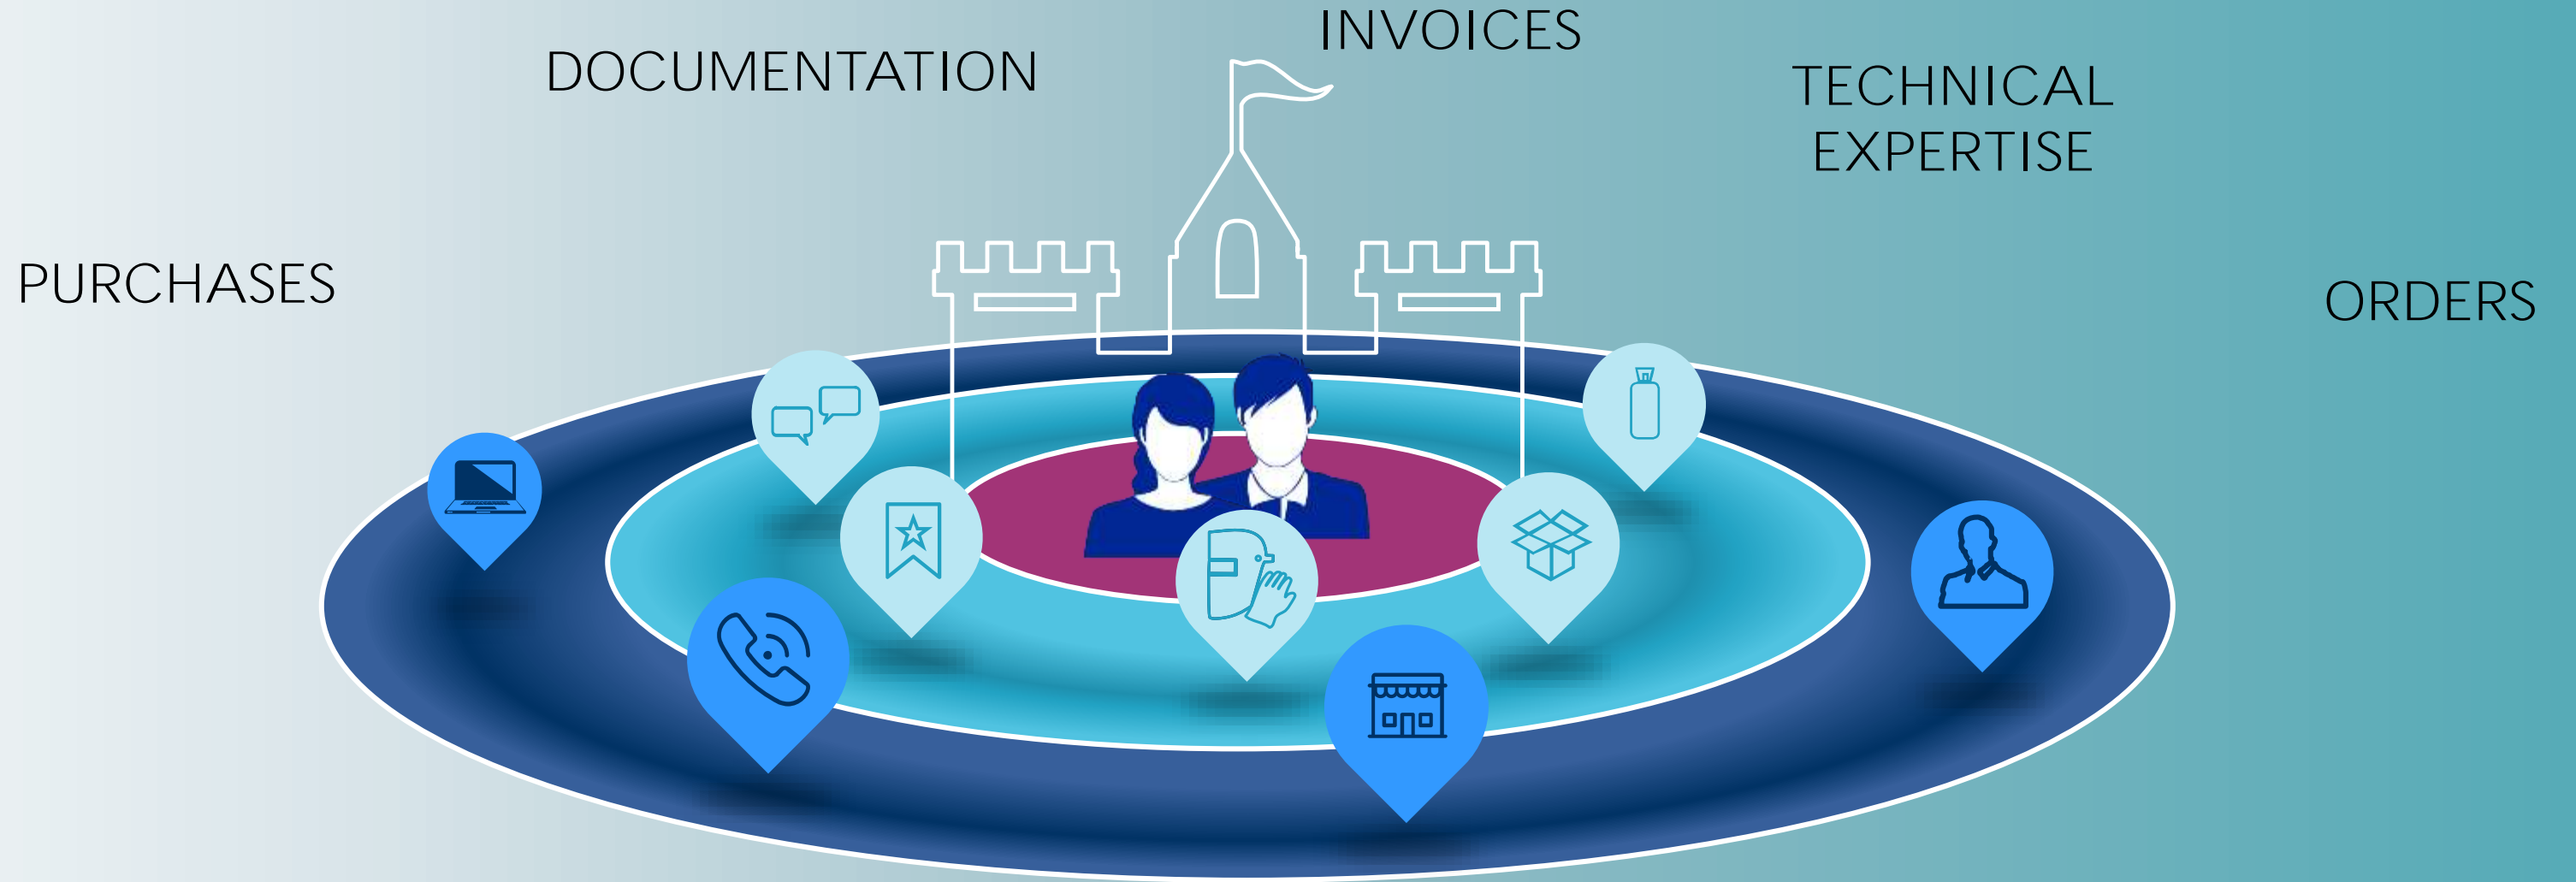 INVOICES
DOCUMENTATION
TECHNICAL
EXPERTISE
PURCHASES
ORDERS